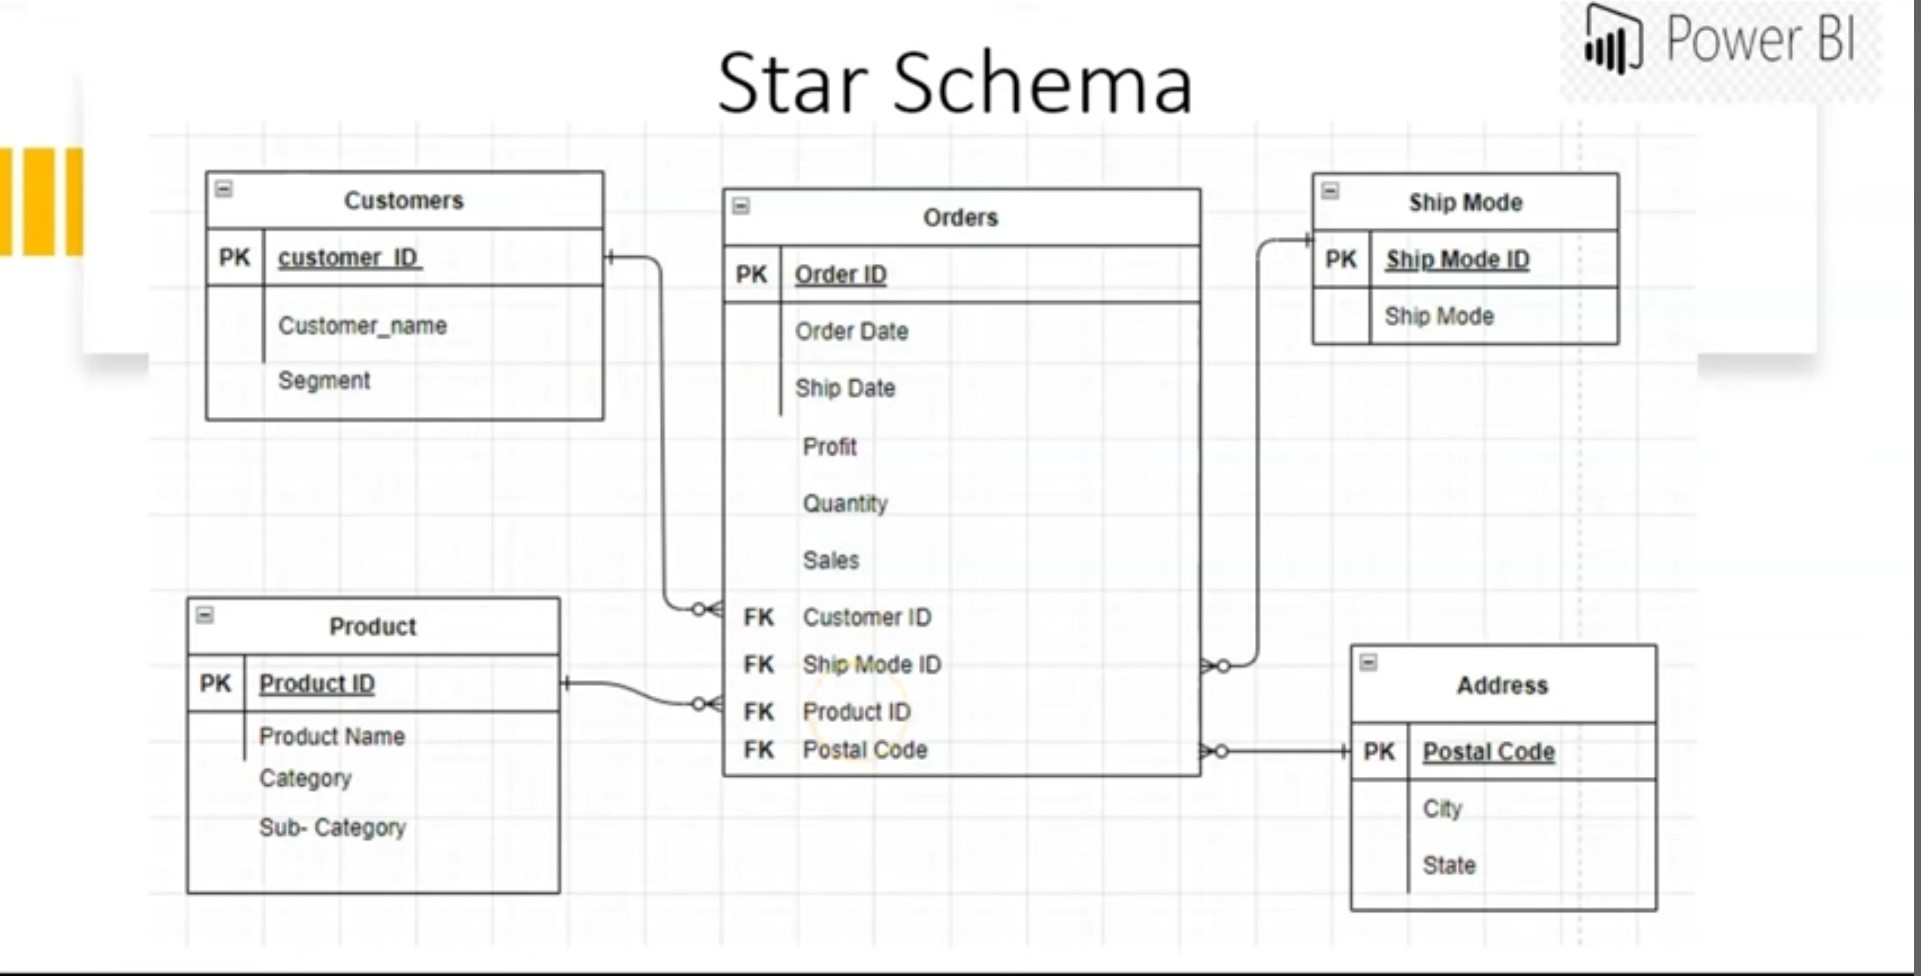 Power BI
Star Schema
Customers
PK customer_ID
Customer_name
Segment
Orders
PK Order ID
Order Date
Ship Date
Profit
Quantity
Sales
FK Customer ID
FK Ship Mode ID
FK Product ID
FK Postal Code
Ship Mode
PK Ship Mode ID
Ship Mode
Product
PK Product ID
Product Name
Category
Sub- Category
Address
PK Postal Code
City
State